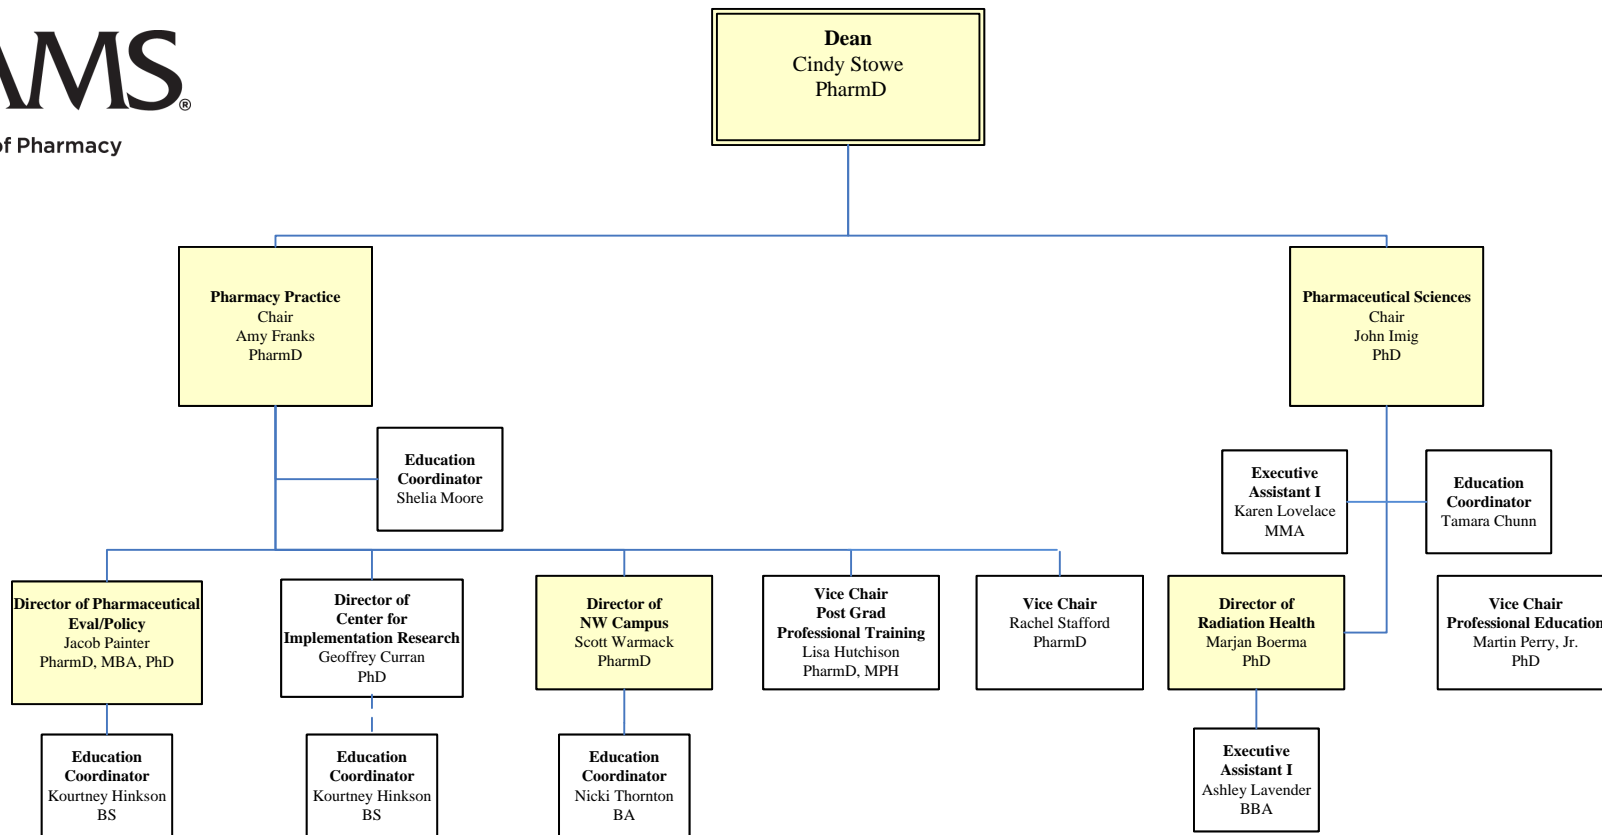 AMS®
of Pharmacy
Dean
Cindy Stowe
PharmD
Pharmacy Practice
Chair
Amy Franks
PharmD
Pharmaceutical Sciences
Chair
John Imig
PhD
Education
Coordinator
Shelia Moore
Executive
Assistant I
Karen Lovelace
MMA
Education
Coordinator
Tamara Chunn
Director of Pharmaceutical
Eval/Policy
Jacob Painter
PharmD, MBA, PhD
Director of
Center for
Implementation Research
Geoffrey Curran
PhD
Director of
NW Campus
Scott Warmack
PharmD
Vice Chair
Post Grad
Professional Training
Lisa Hutchison
PharmD, MPH
Vice Chair
Rachel Stafford
PharmD
Director of
Radiation Health
Marjan Boerma
PhD
Vice Chair
Professional Education
Martin Perry, Jr.
PhD
Education
Coordinator
Kourtney Hinkson
BS
Education
Coordinator
Kourtney Hinkson
BS
Education
Coordinator
Nicki Thornton
BA
Executive
Assistant I
Ashley Lavender
BBA